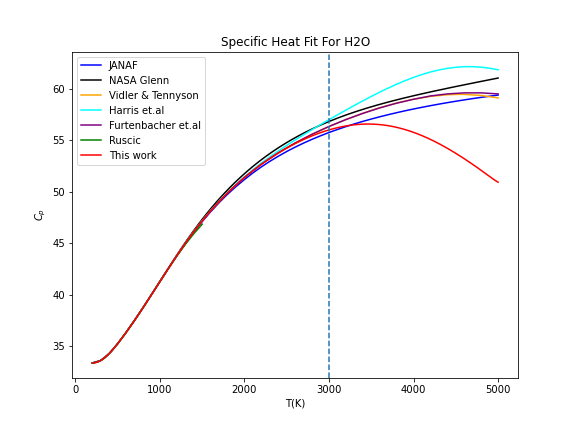 Specific Heat Fit For H2O
JANAF
NASA Glenn
Vidler & Tennyson
Harris et.al
Furtenbacher et.al
Ruscic
This work
60
55
50
45
40
35
Cp
0
1000
2000
3000
4000
5000
T(K)